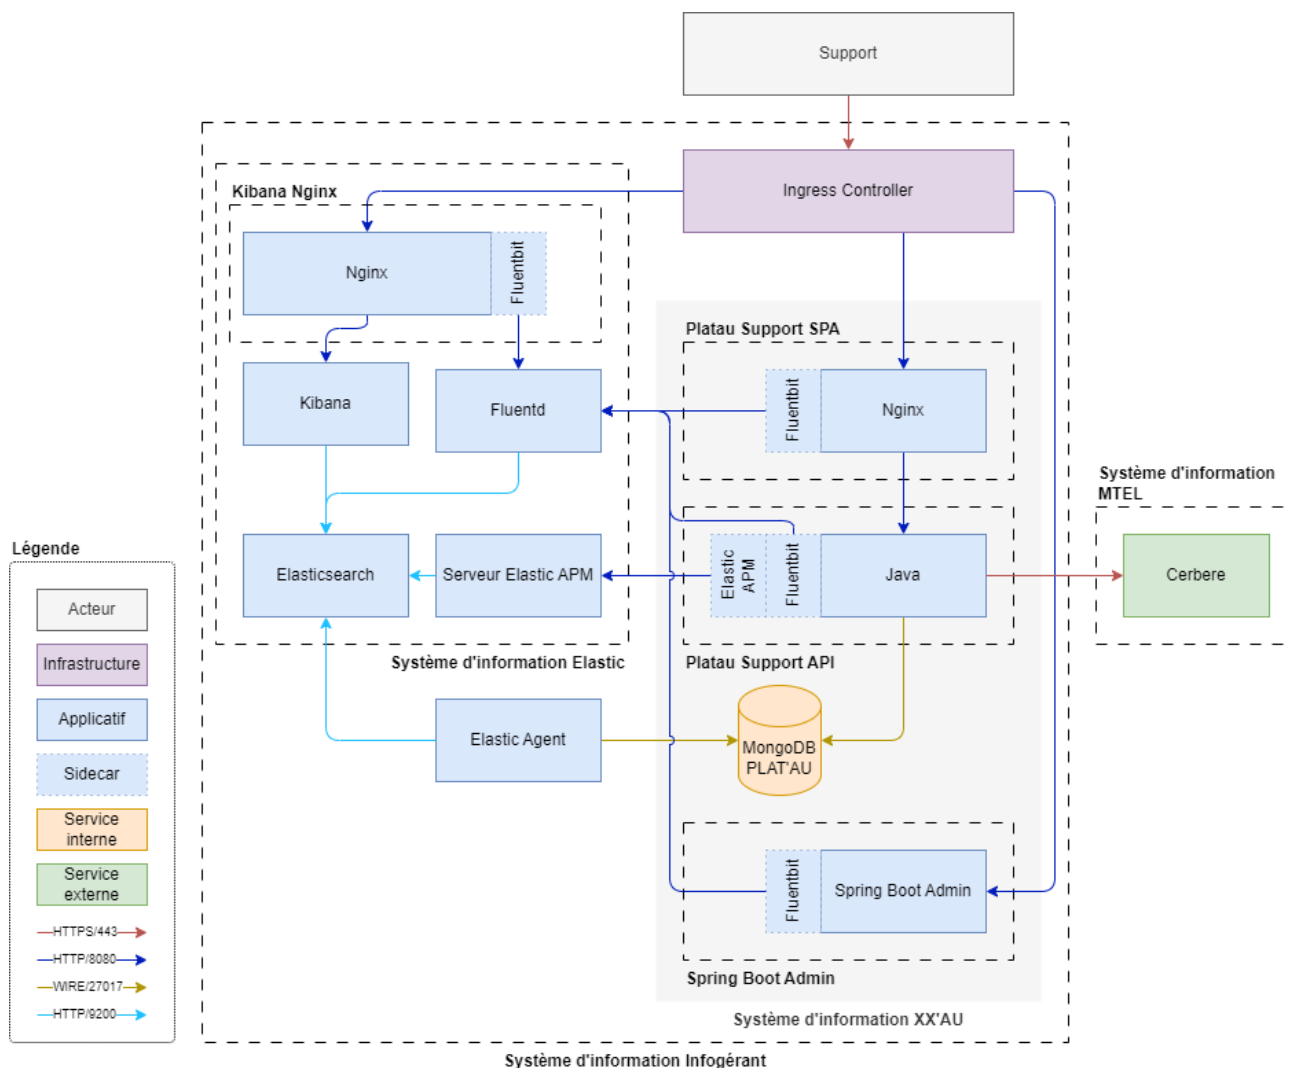 Support
Ingress Controller
Kibana Nginx
Nginx
Fluentbit
Platau Support SPA
Kibana
Fluentd
Fluentbit
Nginx
Système d'information
MTEL
Légende
Elasticsearch
Serveur Elastic APM
Elastic
APM
Fluentbit
Java
Cerbere
Acteur
Infrastructure
Système d'information Elastic
Platau Support API
Applicatif
Elastic Agent
MongoDB
PLAT'AU
Sidecar
Service
interne
Service
externe
Fluentbit
Spring Boot Admin
HTTPS/443
HTTP/8080
WIRE/27017
HTTP/9200
Spring Boot Admin
Système d'information XX'AU
Système d'information Infogérant